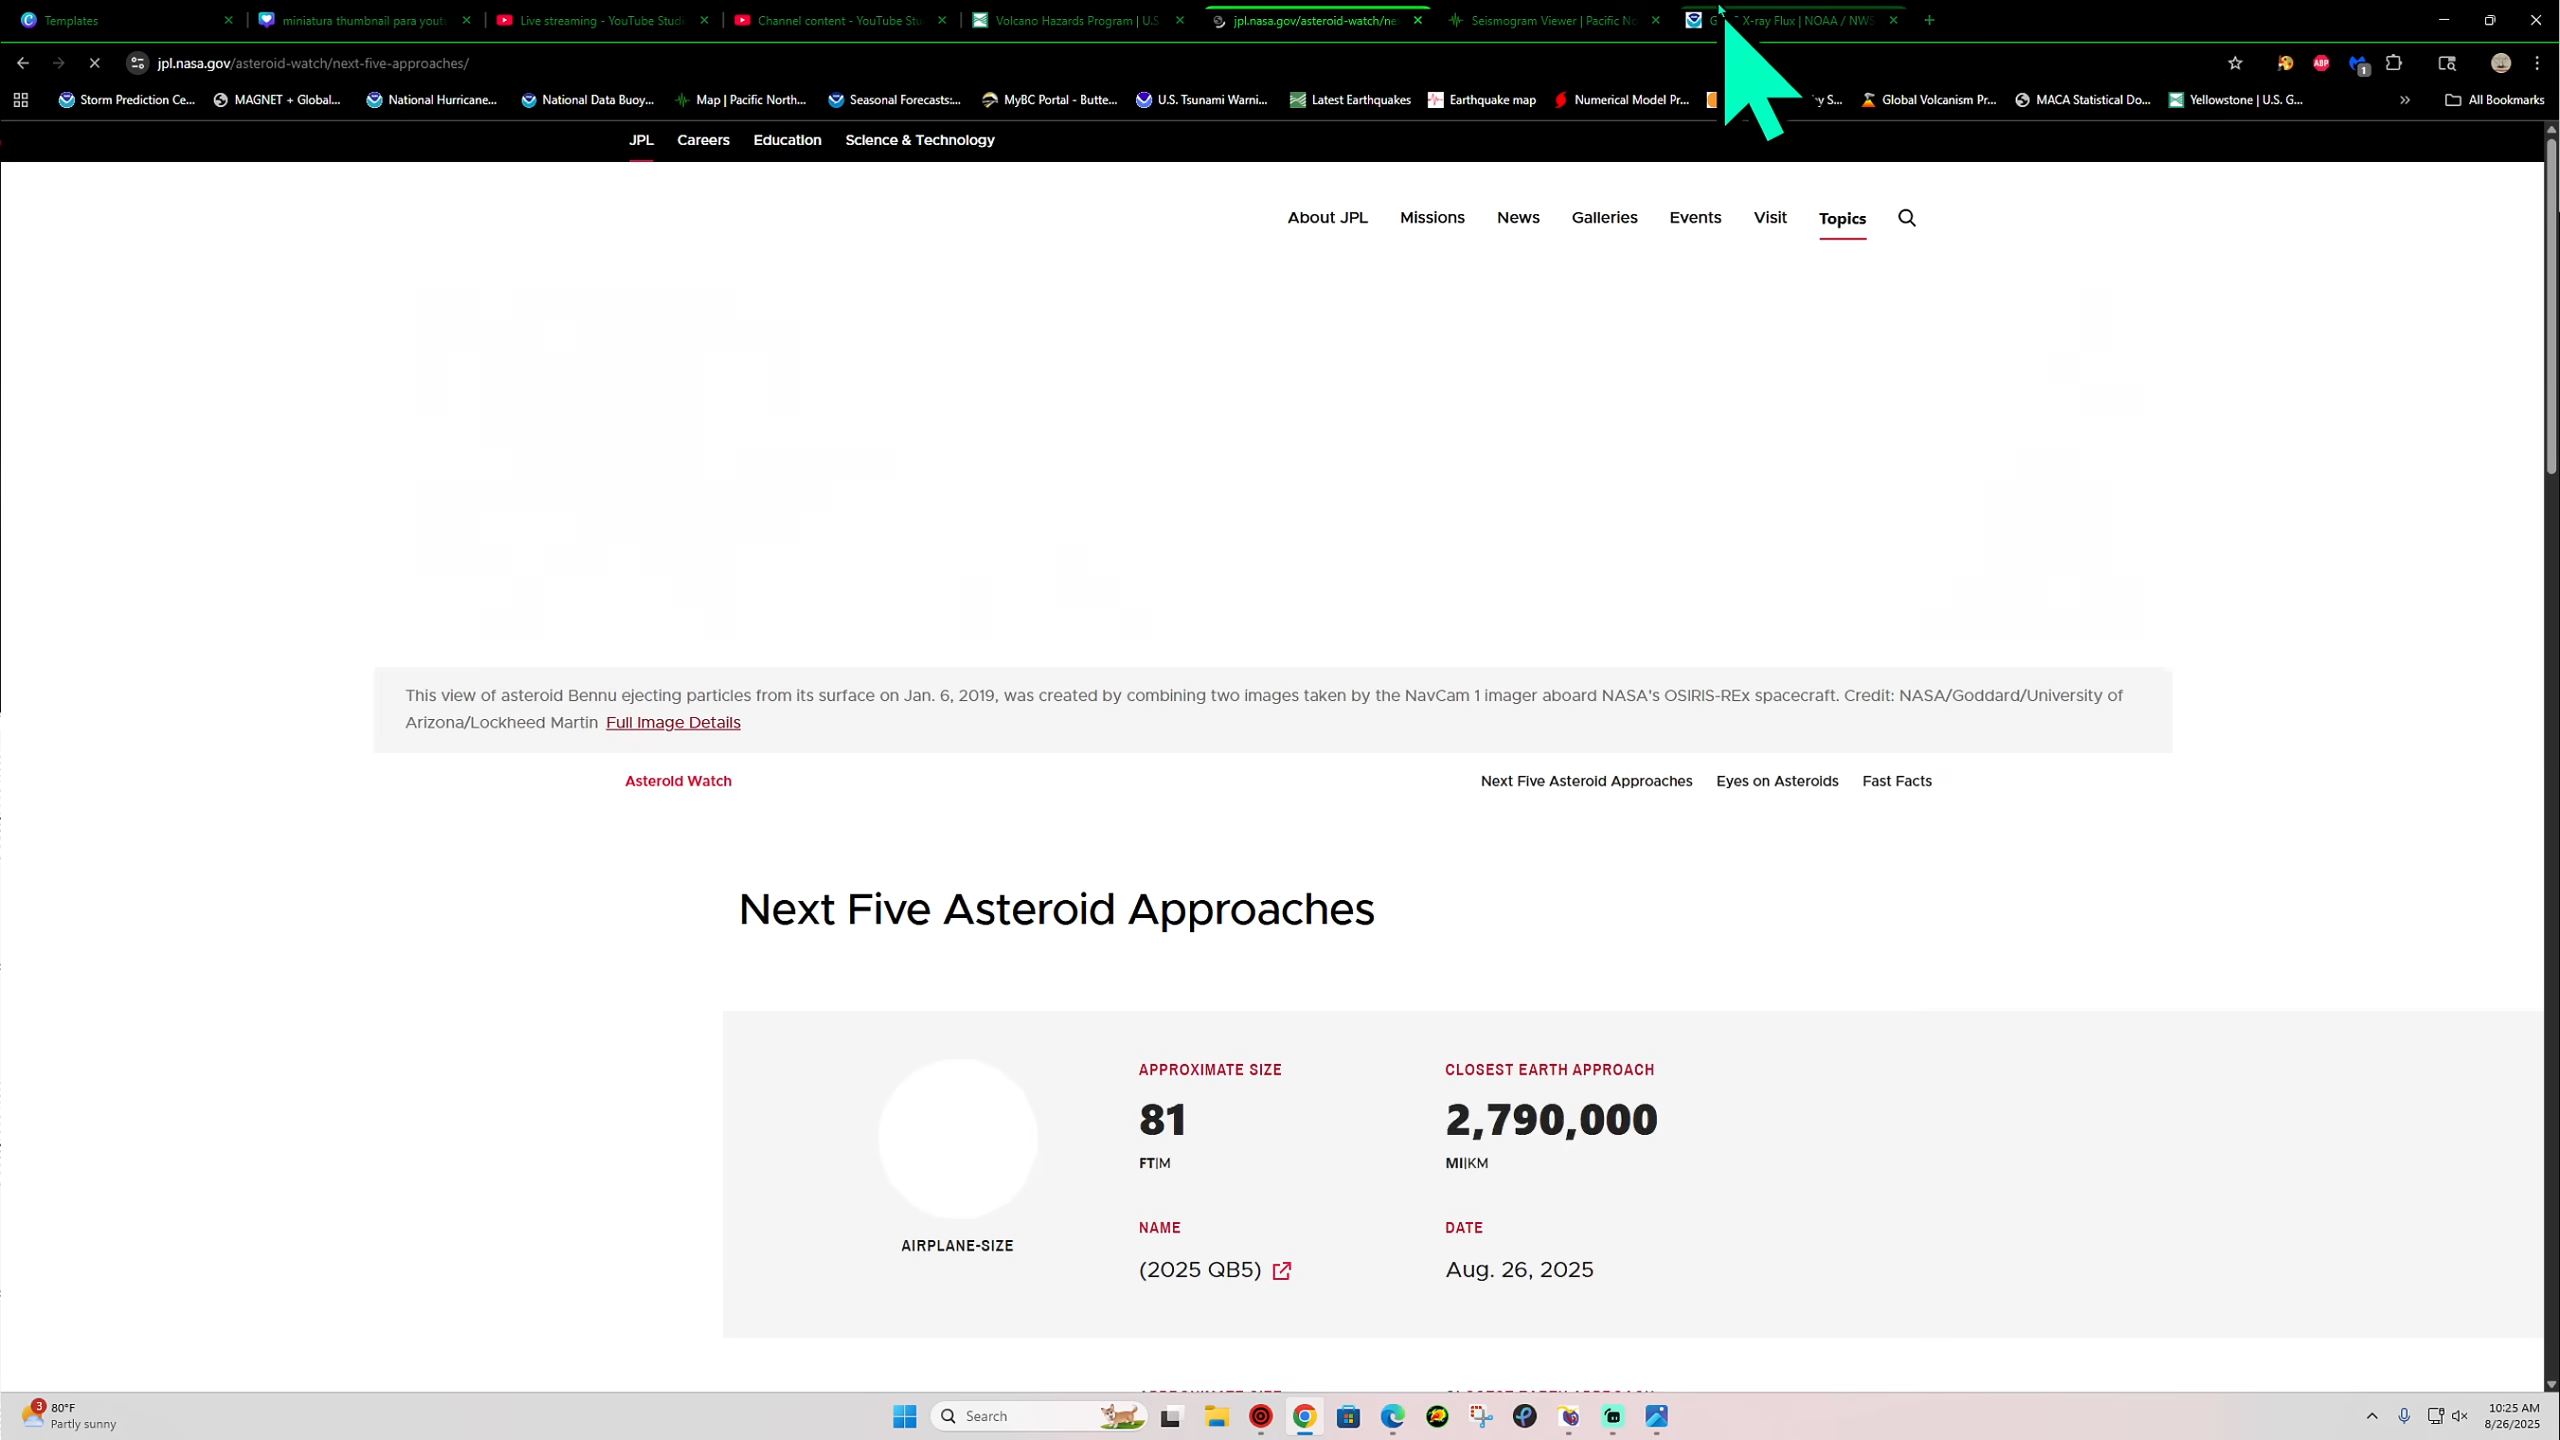 Templates
miniatura thumbnail para yout
Live streaming - YouTube Studi
Channel content - YouTube Stu
Volcano Hazards Program | U.S
jpl.nasa.gov/asteroid-watch/ne
Seismogram Viewer | Pacific No
X-ray Flux | NOAA / NWS
jpl.nasa.gov/asteroid-watch/next-five-approaches/
ABP
1
Storm Prediction Ce...
MAGNET + Global...
National Hurricane...
National Data Buoy...
Map | Pacific North...
Seasonal Forecasts:...
MyBC Portal - Butte...
U.S. Tsunami Warni...
Latest Earthquakes
Earthquake map
Numerical Model Pr...
Global Volcanism Pr...
MACA Statistical Do...
Yellowstone | U.S. G...
All Bookmarks
JPL Careers Education Science & Technology
About JPL Missions News Galleries Events Visit Topics
This view of asteroid Bennu ejecting particles from its surface on Jan. 6, 2019, was created by combining two images taken by the NavCam 1 imager aboard NASA's OSIRIS-REx spacecraft. Credit: NASA/Goddard/University of
Arizona/Lockheed Martin Full Image Details
Asteroid Watch
Next Five Asteroid Approaches Eyes on Asteroids Fast Facts
Next Five Asteroid Approaches
APPROXIMATE SIZE
81
FT|M
CLOSEST EARTH APPROACH
2,790,000
MI|KM
AIRPLANE-SIZE
NAME
(2025 QB5)
DATE
Aug. 26, 2025
3
80°F
Partly sunny
Search
10:25 AM
8/26/2025